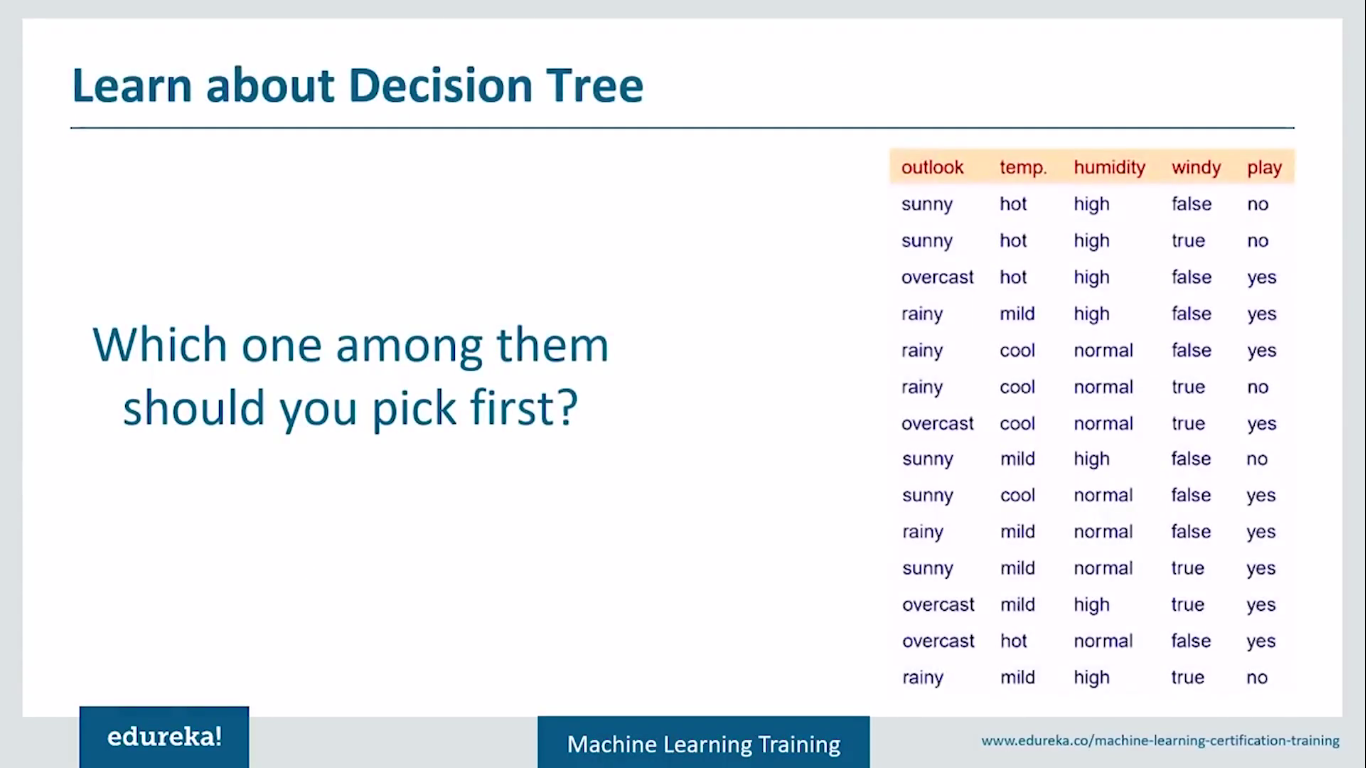 Learn about Decision Tree
Which one among them
should you pick first?
outlook temp. humidity windy play
sunny hot high false no
sunny hot high true no
overcast hot high false yes
rainy mild high false yes
rainy cool normal false yes
rainy cool normal true no
overcast cool normal true yes
sunny mild high false no
sunny cool normal false yes
rainy mild normal false yes
sunny mild normal true yes
overcast mild high true yes
overcast hot normal false yes
rainy mild high true no
edureka!
Machine Learning Training
www.edureka.co/machine-learning-certification-training